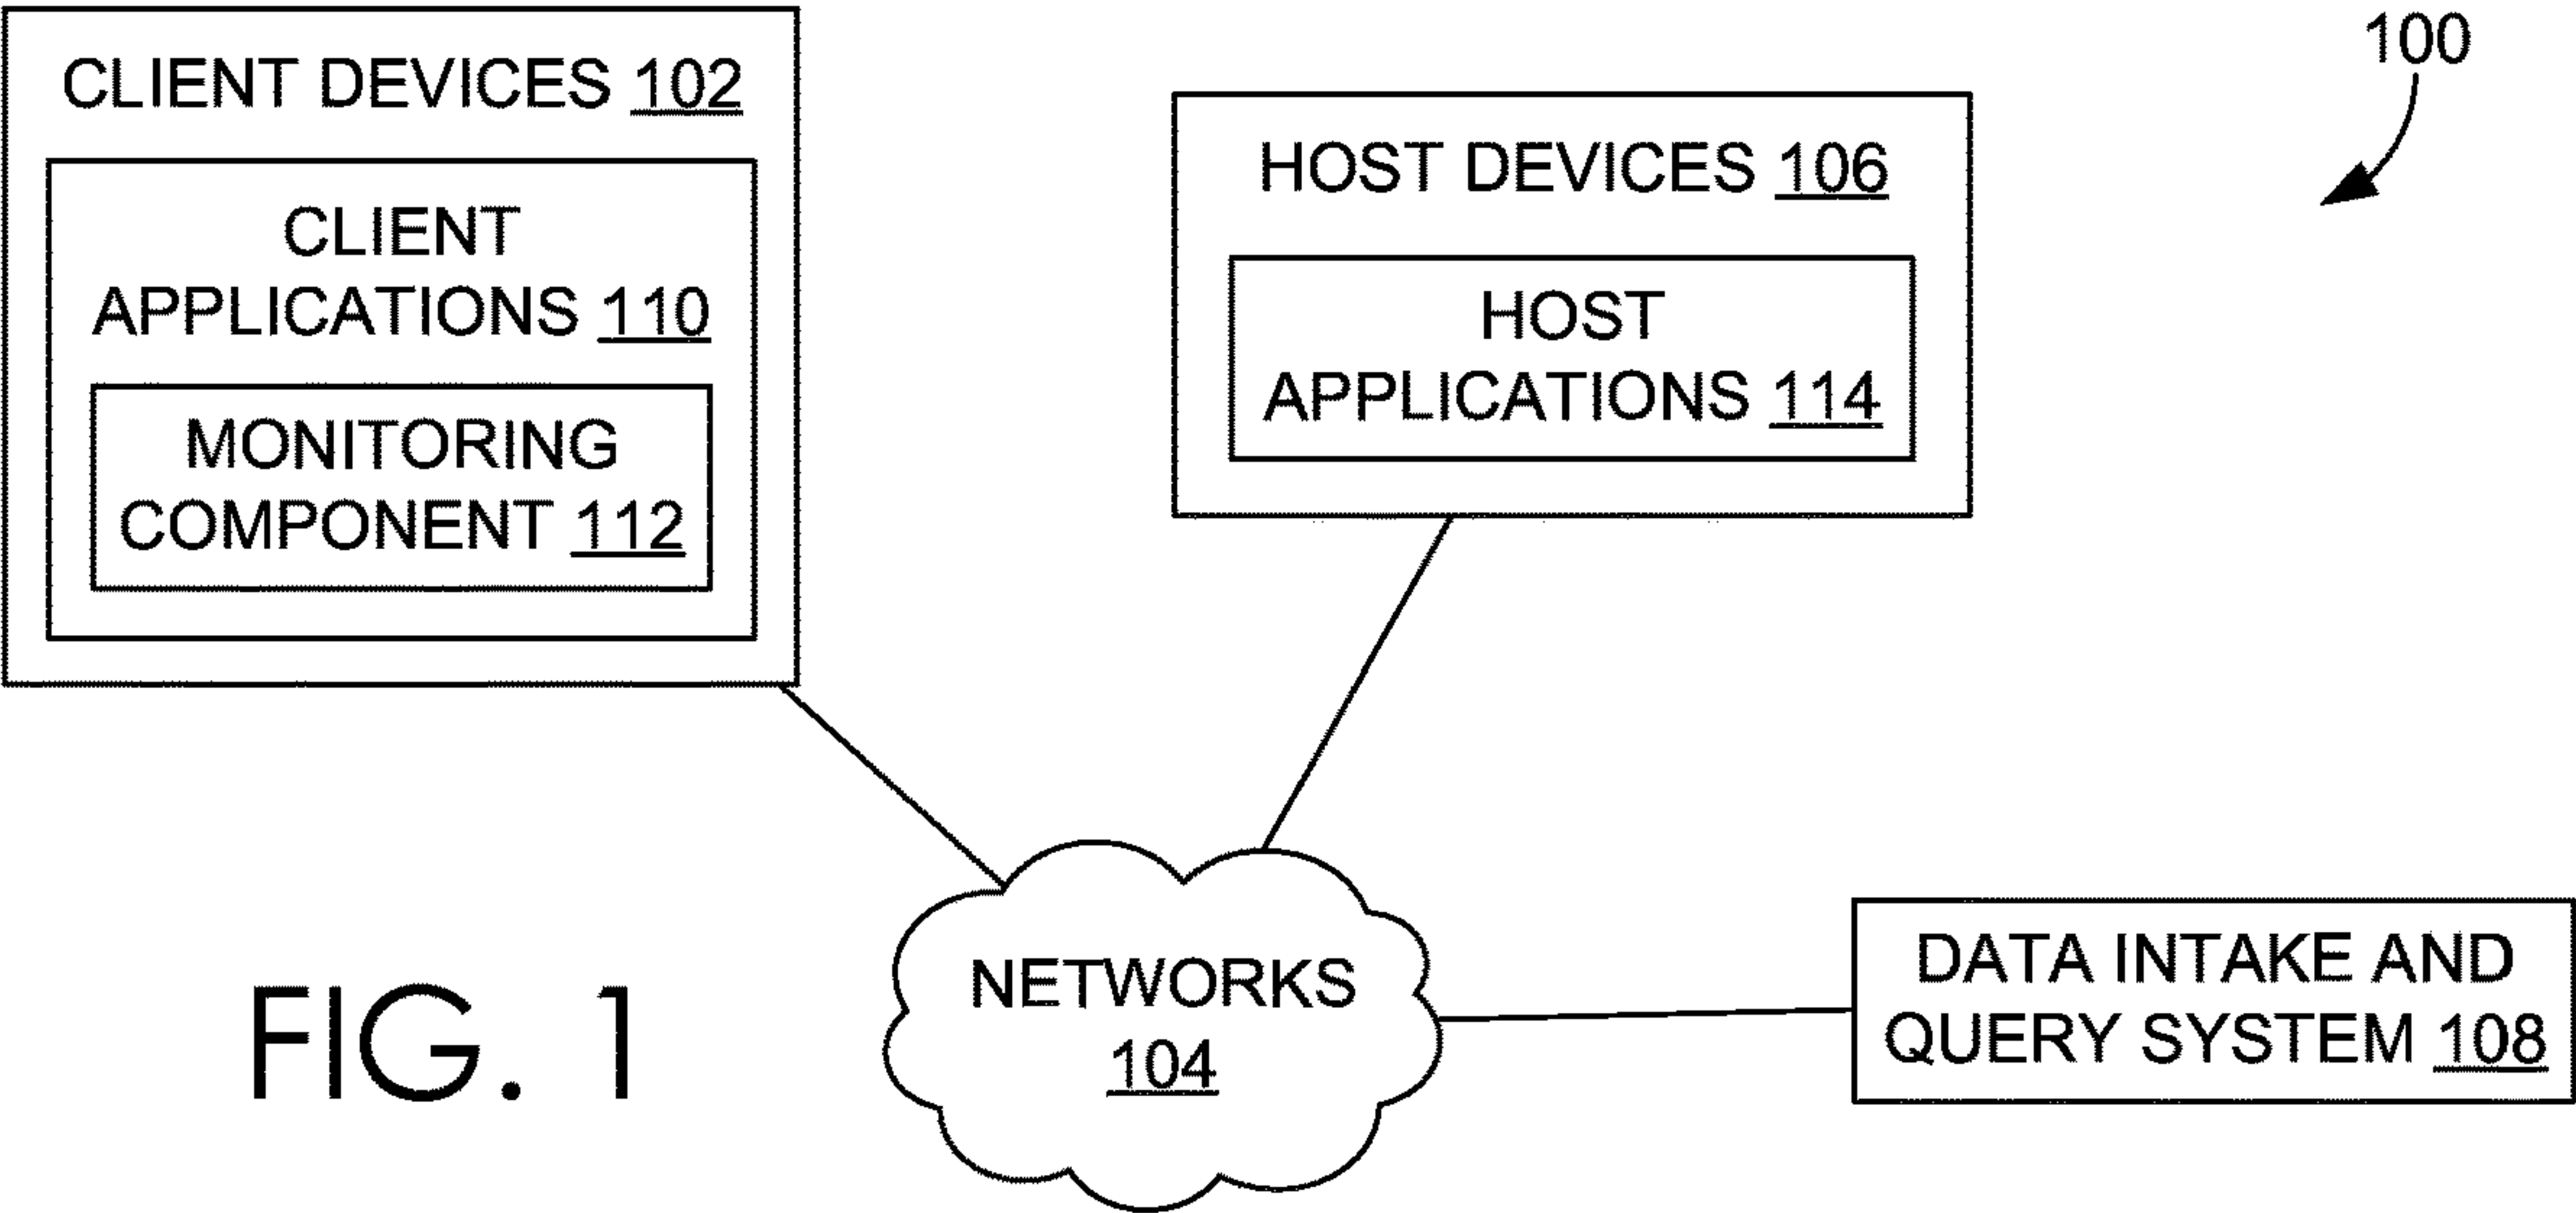 100
CLIENT DEVICES 102
CLIENT
APPLICATIONS 110
MONITORING
COMPONENT 112
HOST DEVICES 106
HOST
APPLICATIONS 114
NETWORKS
104
DATA INTAKE AND
QUERY SYSTEM 108
FIG. 1